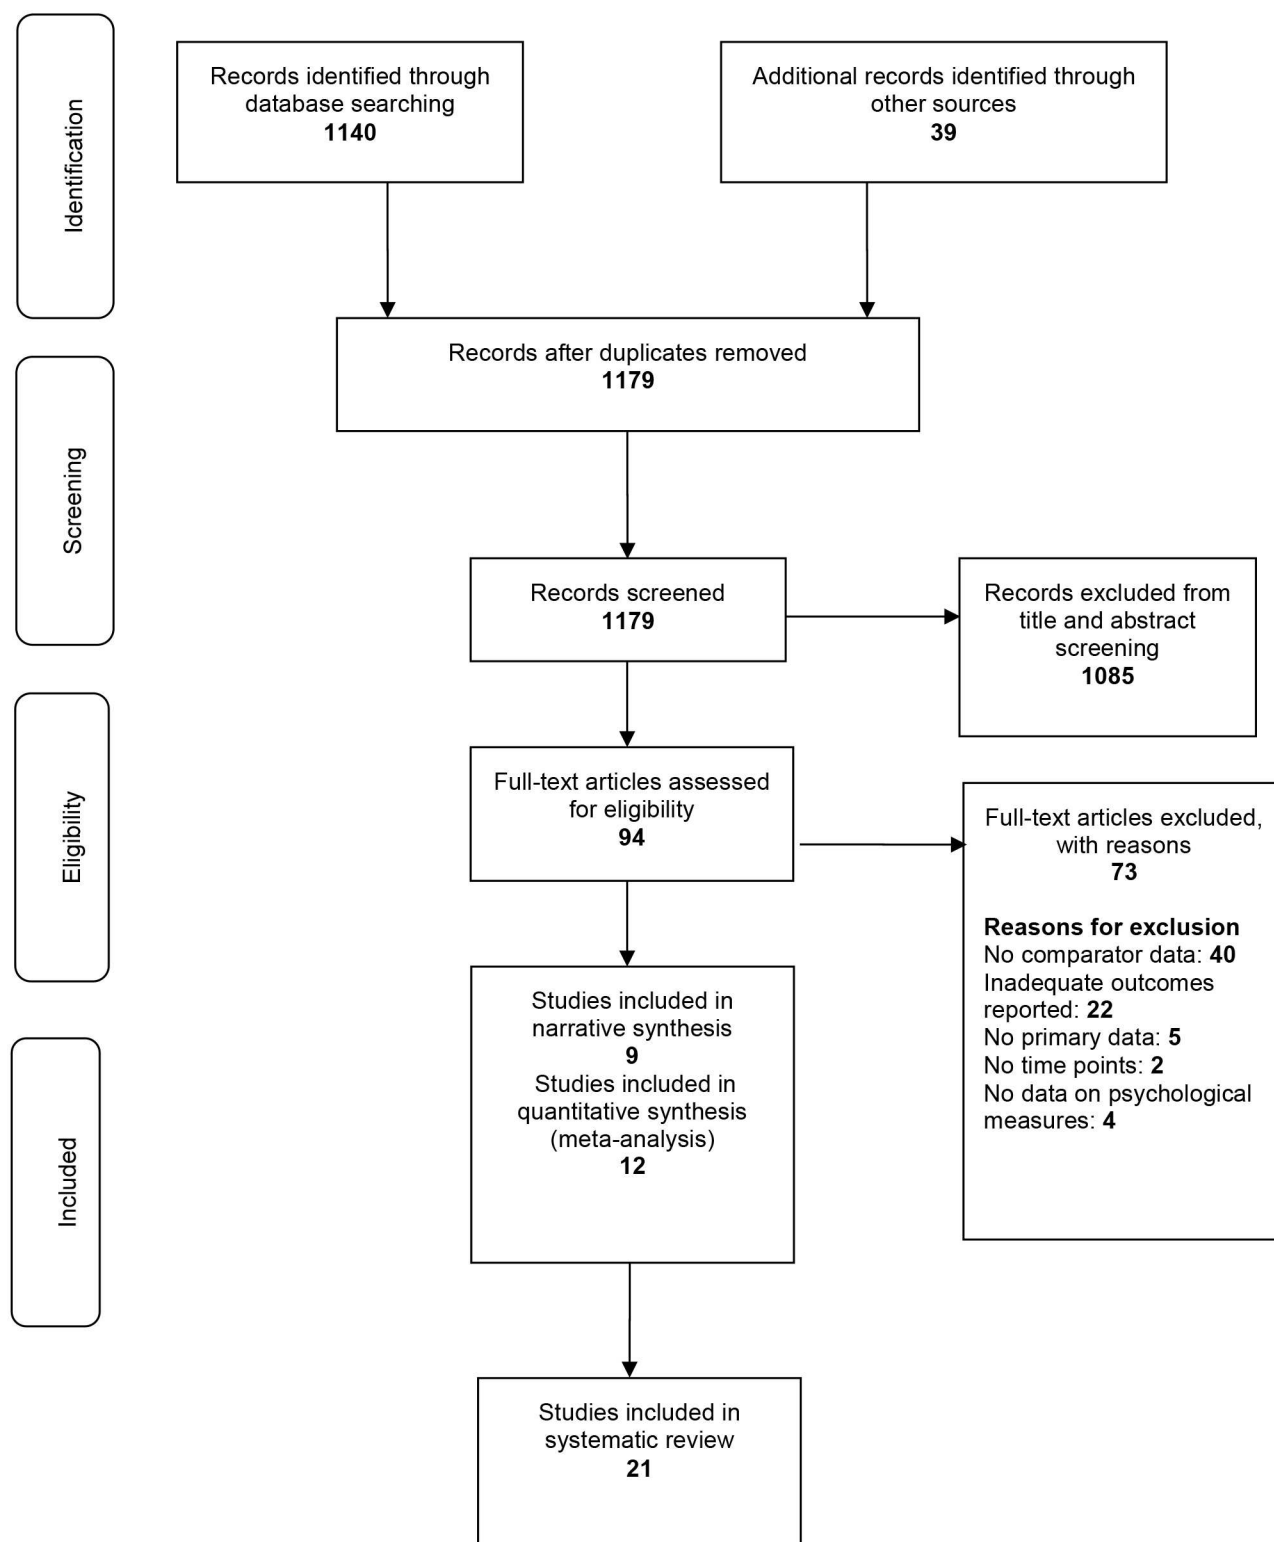 Identification
Records identified through
database searching
1140
Additional records identified through
other sources
39
Records after duplicates removed
1179
Screening
Records screened
1179
Records excluded from
title and abstract
screening
1085
Eligibility
Full-text articles assessed
for eligibility
94
Full-text articles excluded,
with reasons
73
Reasons for exclusion
No comparator data: 40
Inadequate outcomes
reported: 22
No primary data: 5
No time points: 2
No data on psychological
measures: 4
Included
Studies included in
narrative synthesis
9
Studies included in
quantitative synthesis
(meta-analysis)
12
Studies included in
systematic review
21